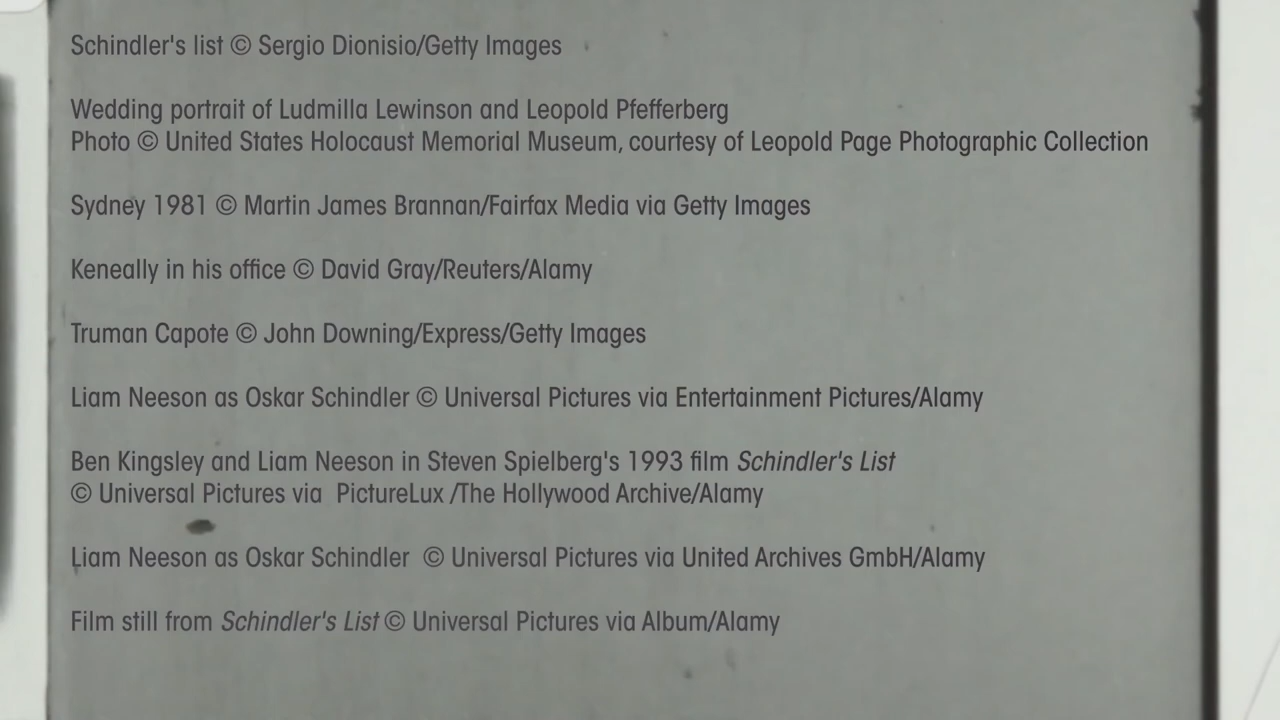 Schindler's list © Sergio Dionisio/Getty Images
Wedding portrait of Ludmilla Lewinson and Leopold Pfefferberg
Photo © United States Holocaust Memorial Museum, courtesy of Leopold Page Photographic Collection
Sydney 1981 © Martin James Brannan/Fairfax Media via Getty Images
Keneally in his office © David Gray/Reuters/Alamy
Truman Capote © John Downing/Express/Getty Images
Liam Neeson as Oskar Schindler © Universal Pictures via Entertainment Pictures/Alamy
Ben Kingsley and Liam Neeson in Steven Spielberg's 1993 film Schindler's List
© Universal Pictures via PictureLux /The Hollywood Archive/Alamy
Liam Neeson as Oskar Schindler © Universal Pictures via United Archives GmbH/Alamy
Film still from Schindler's List © Universal Pictures via Album/Alamy